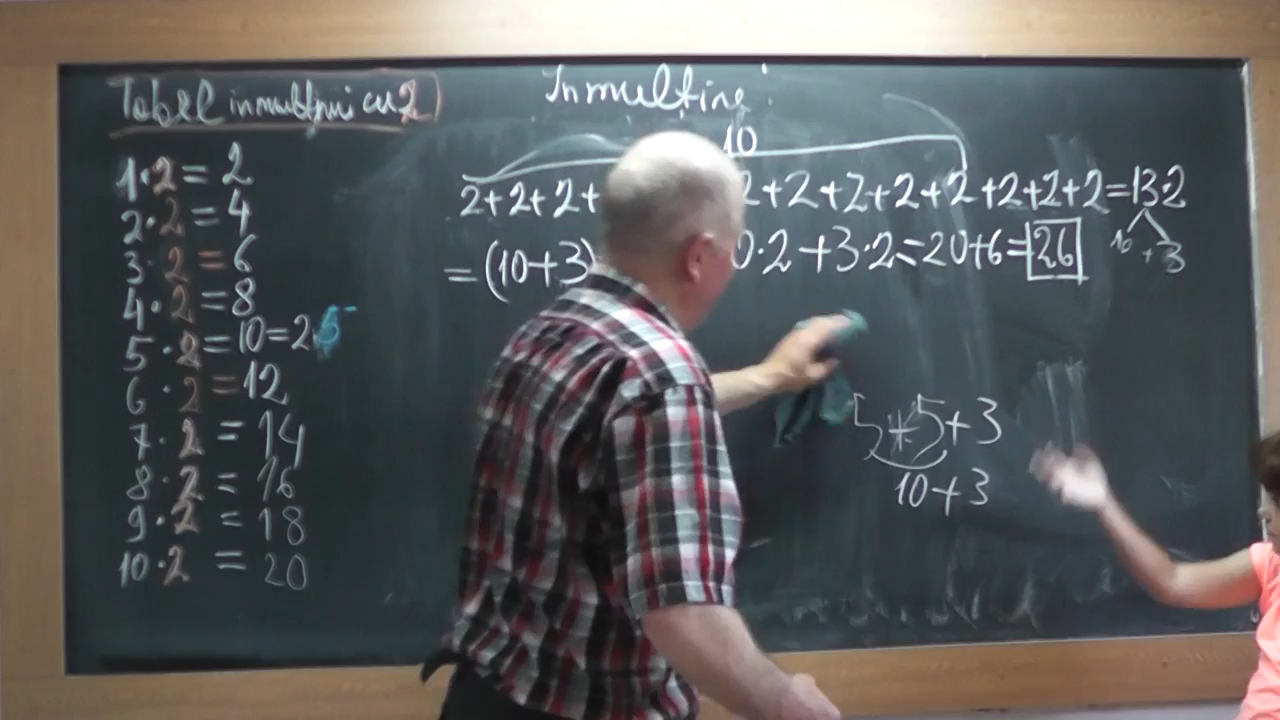 Tabel inmultirii cu 2
1·2 = 2
2·2 = 4
3·2 = 6
4·2 = 8
5·2 = 10 = 2·5
6·2 = 12
7·2 = 14
8·2 = 16
9·2 = 18
10·2 = 20
Inmultire
10
2+2+2+ 2+2+2+2+2+2+2+2=13·2
10 + 3
=(10+3) 0·2+3·2=20+6=26
5+5+3
10+3